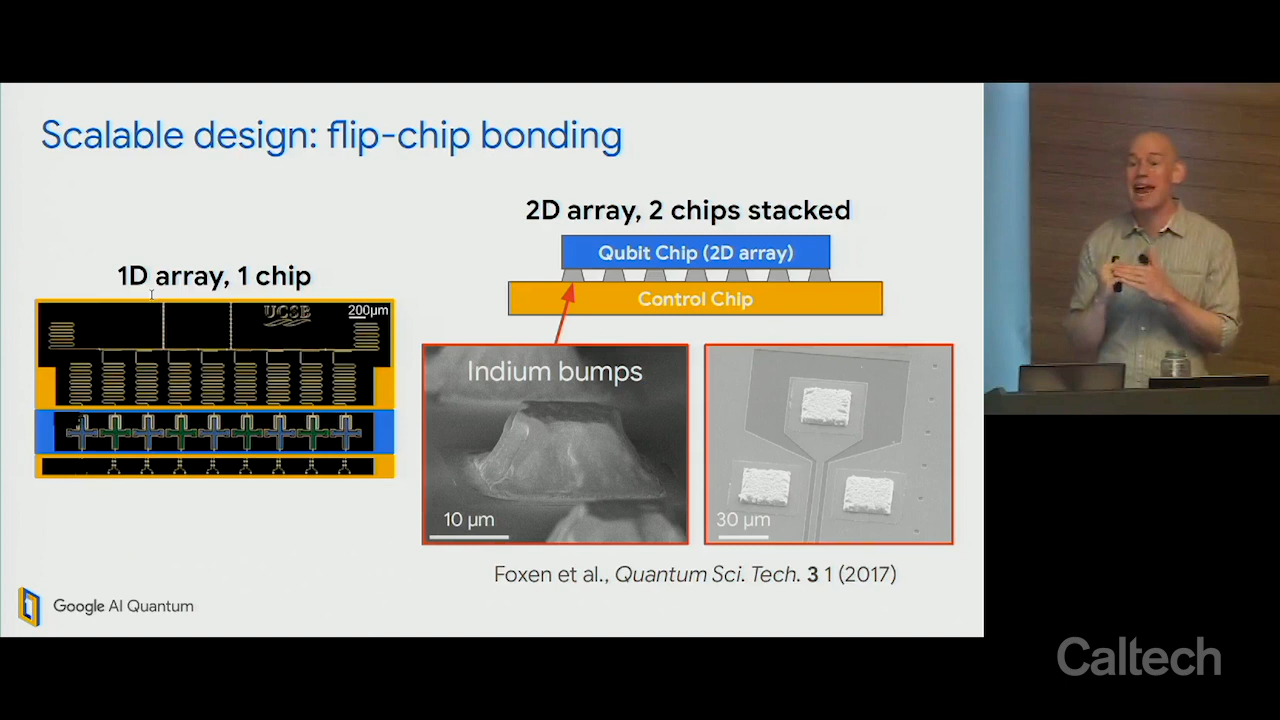 Scalable design: flip-chip bonding
1D array, 1 chip
UCSB
200µm
2D array, 2 chips stacked
Qubit Chip (2D array)
Control Chip
Indium bumps
10 µm
30 µm
Foxen et al., Quantum Sci. Tech. 3 1 (2017)
Google AI Quantum
Caltech